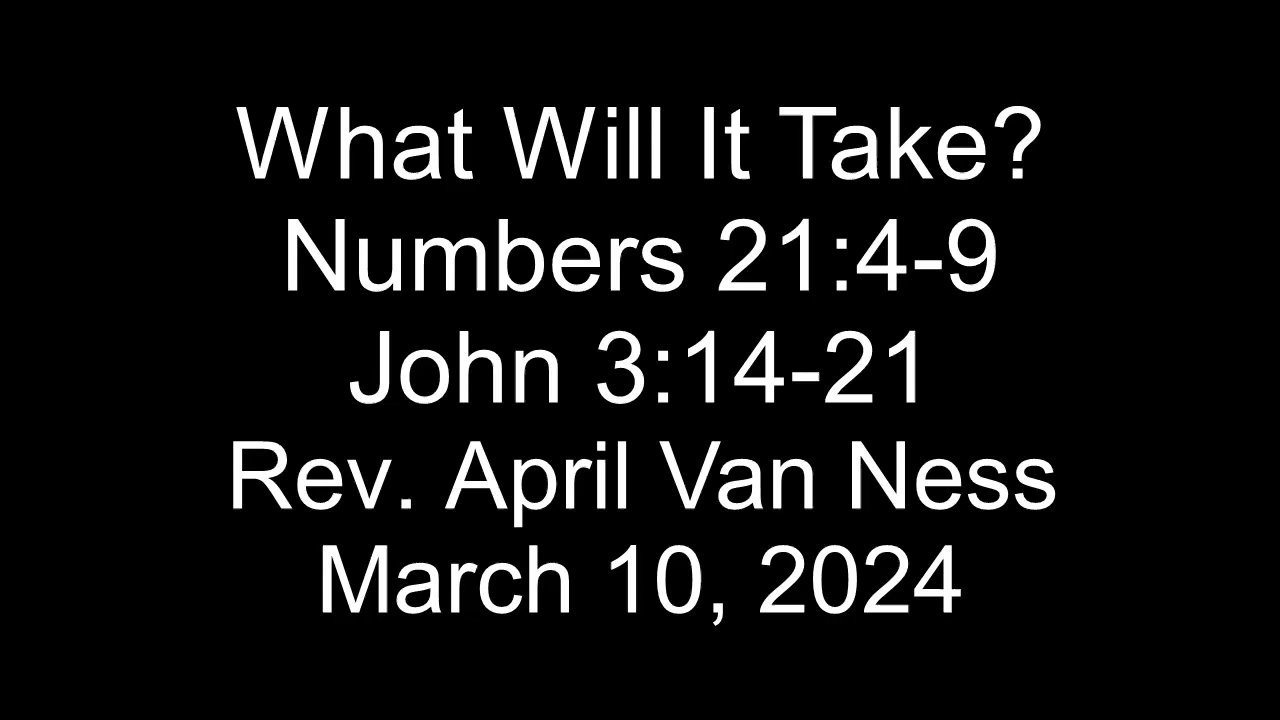 What Will It Take?
Numbers 21:4-9
John 3:14-21
Rev. April Van Ness
March 10, 2024